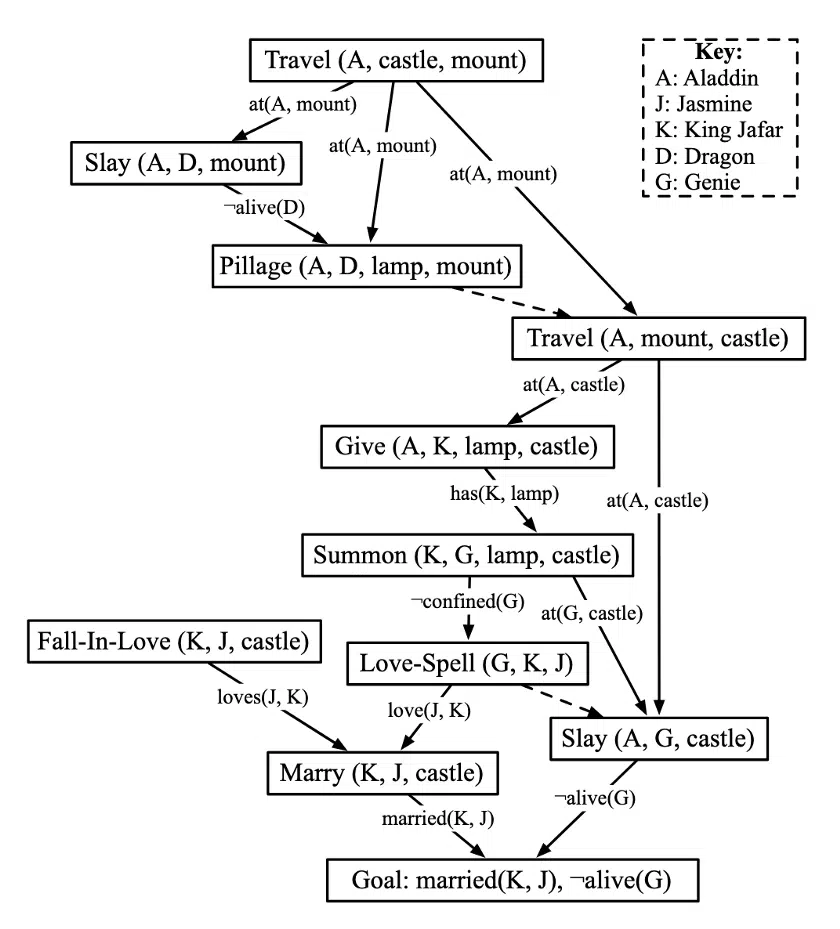 Travel (A, castle, mount)
Key:
A: Aladdin
J: Jasmine
K: King Jafar
D: Dragon
G: Genie
at(A, mount)
at(A, mount)
at(A, mount)
Slay (A, D, mount)
¬alive(D)
Pillage (A, D, lamp, mount)
Travel (A, mount, castle)
at(A, castle)
Give (A, K, lamp, castle)
has(K, lamp)
at(A, castle)
Summon (K, G, lamp, castle)
¬confined(G)
at(G, castle)
Fall-In-Love (K, J, castle)
Love-Spell (G, K, J)
loves(J, K)
love(J, K)
Slay (A, G, castle)
Marry (K, J, castle)
¬alive(G)
married(K, J)
Goal: married(K, J), ¬alive(G)